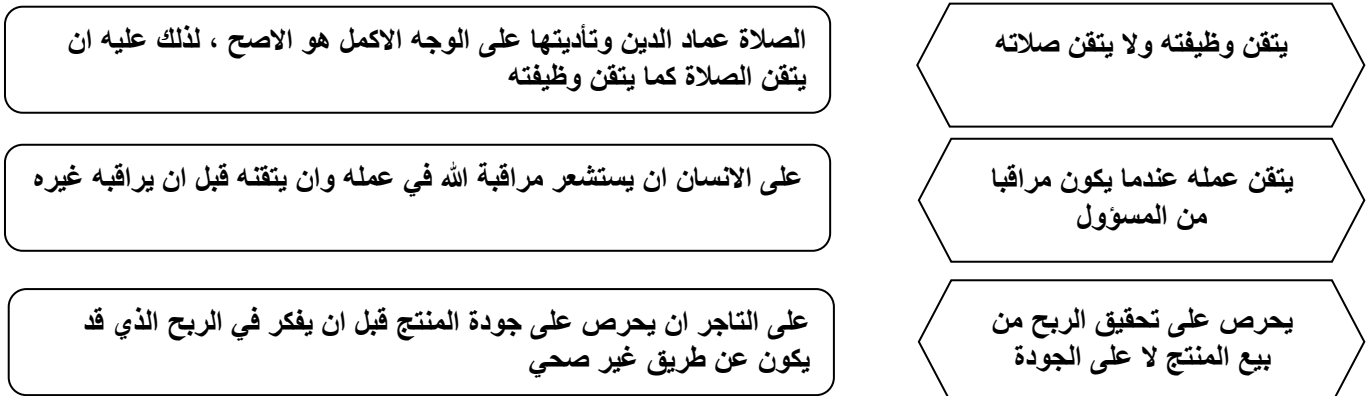 يتقن وظيفته ولا يتقن صلاته
الصلاة عماد الدين وتأديتها على الوجه الاكمل هو الاصح ، لذلك عليه ان
يتقن الصلاة كما يتقن وظيفته
يتقن عمله عندما يكون مراقبا
من المسؤول
على الانسان ان يستشعر مراقبة الله في عمله وان يتقنه قبل ان يراقبه غيره
يحرص على تحقيق الربح من
بيع المنتج لا على الجودة
على التاجر ان يحرص على جودة المنتج قبل ان يفكر في الربح الذي قد
يكون عن طريق غير صحي